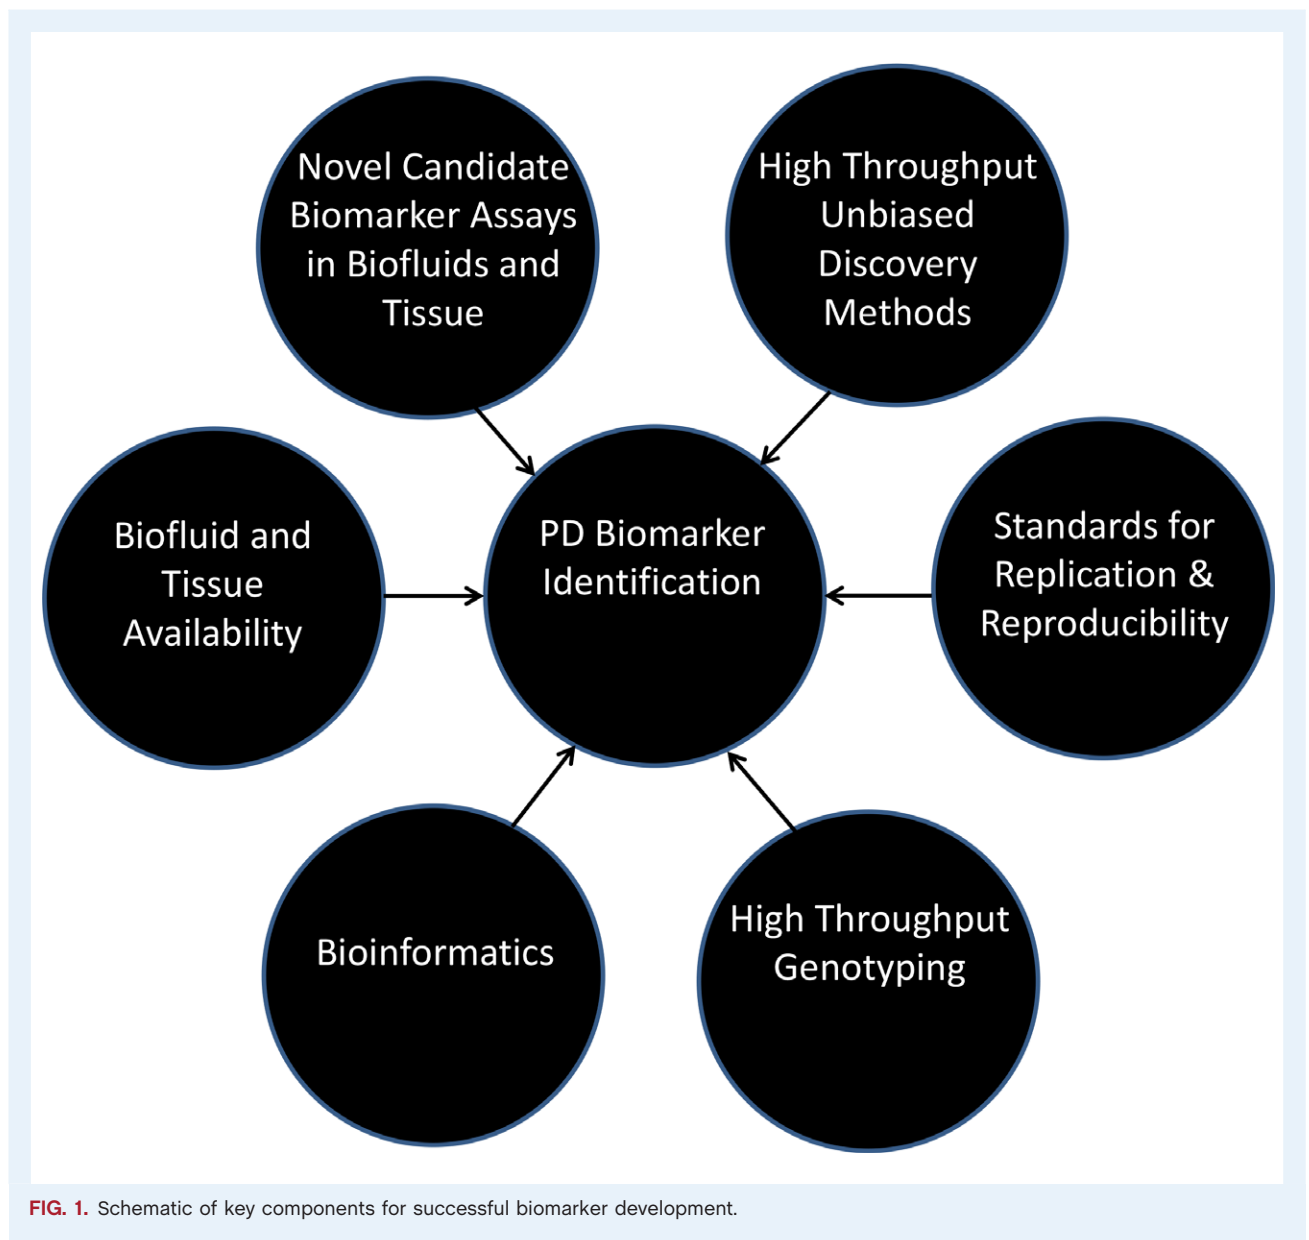 Novel Candidate
Biomarker Assays
in Biofluids and
Tissue
High Throughput
Unbiased
Discovery
Methods
Biofluid and
Tissue
Availability
PD Biomarker
Identification
Standards for
Replication &
Reproducibility
Bioinformatics
High Throughput
Genotyping
FIG. 1. Schematic of key components for successful biomarker development.